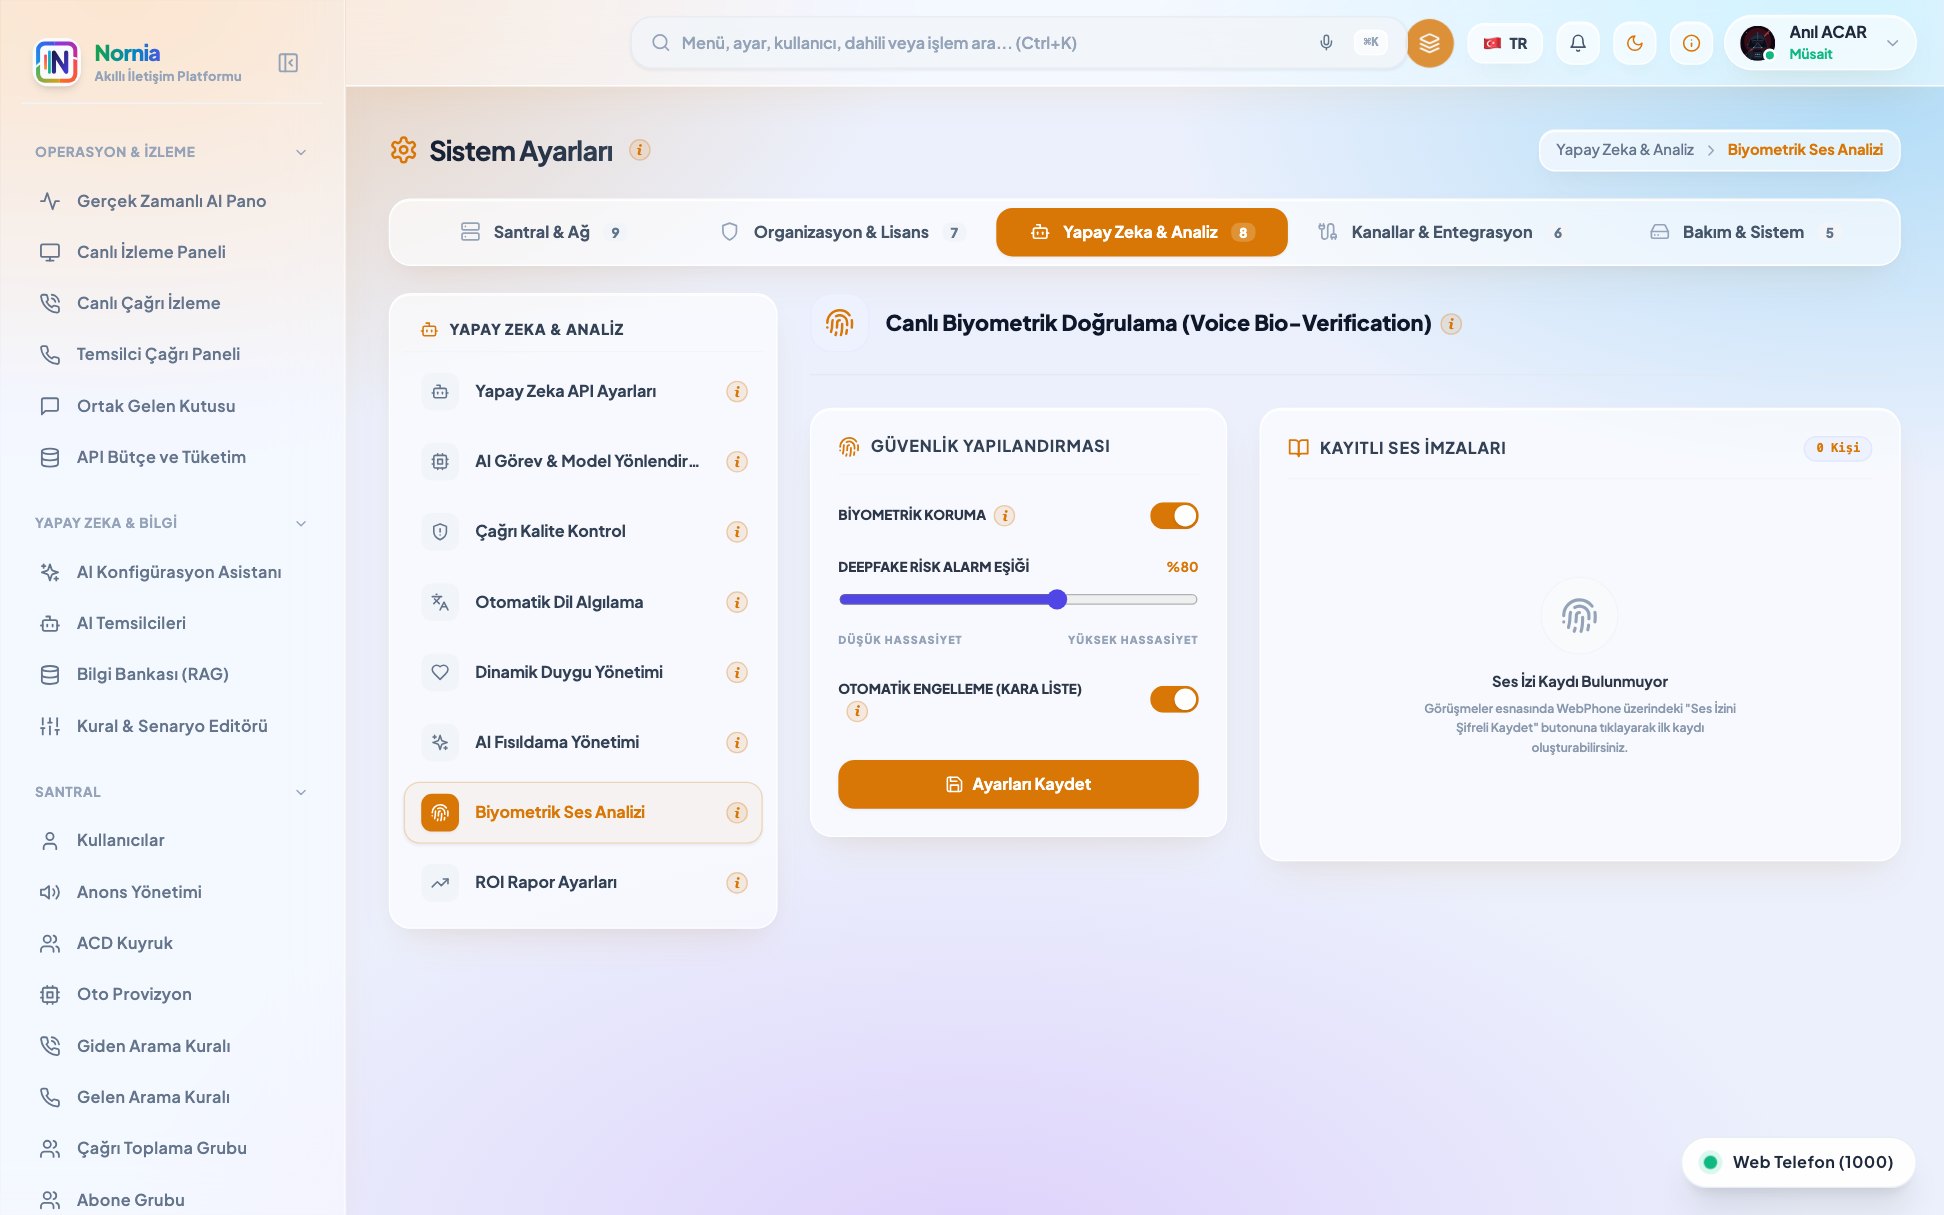 Nornia
Akıllı İletişim Platformu
Menü, ayar, kullanıcı, dahili veya işlem ara... (Ctrl+K)
⌘K
TR
Anıl ACAR
Müsait
OPERASYON & İZLEME
Gerçek Zamanlı AI Pano
Canlı İzleme Paneli
Canlı Çağrı İzleme
Temsilci Çağrı Paneli
Ortak Gelen Kutusu
API Bütçe ve Tüketim
YAPAY ZEKA & BİLGİ
AI Konfigürasyon Asistanı
AI Temsilcileri
Bilgi Bankası (RAG)
Kural & Senaryo Editörü
SANTRAL
Kullanıcılar
Anons Yönetimi
ACD Kuyruk
Oto Provizyon
Giden Arama Kuralı
Gelen Arama Kuralı
Çağrı Toplama Grubu
Abone Grubu
Sistem Ayarları
Yapay Zeka & Analiz
Biyometrik Ses Analizi
Santral & Ağ 9
Organizasyon & Lisans 7
Yapay Zeka & Analiz 8
Kanallar & Entegrasyon 6
Bakım & Sistem 5
YAPAY ZEKA & ANALİZ
Yapay Zeka API Ayarları
AI Görev & Model Yönlendir...
Çağrı Kalite Kontrol
Otomatik Dil Algılama
Dinamik Duygu Yönetimi
AI Fısıldama Yönetimi
Biyometrik Ses Analizi
ROI Rapor Ayarları
Canlı Biyometrik Doğrulama (Voice Bio-Verification)
GÜVENLİK YAPILANDIRMASI
BİYOMETRİK KORUMA
DEEPFAKE RİSK ALARM EŞİĞİ %80
DÜŞÜK HASSASİYET YÜKSEK HASSASİYET
OTOMATİK ENGELLEME (KARA LİSTE)
Ayarları Kaydet
KAYITLI SES İMZALARI
0 Kişi
Ses İzi Kaydı Bulunmuyor
Görüşmeler esnasında WebPhone üzerindeki "Ses İzini
Şifreli Kaydet" butonuna tıklayarak ilk kaydı
oluşturabilirsiniz.
Web Telefon (1000)